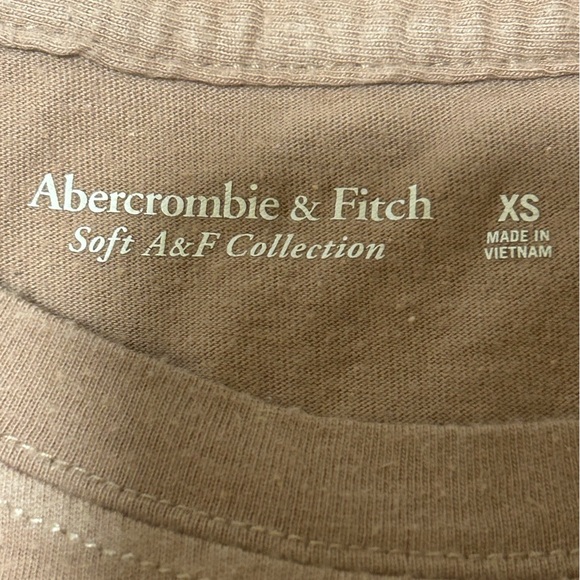 Abercrombie & Fitch
Soft A&F Collection
XS
MADE IN
VIETNAM